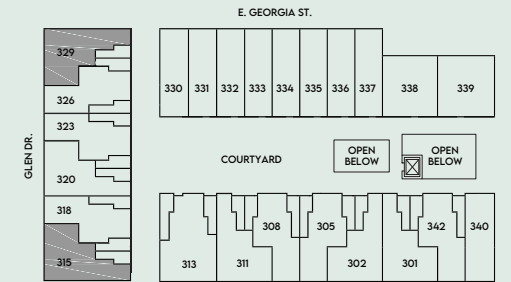 E. GEORGIA ST.
329
330 331 332 333 334 335 336 337 338 339
326
323
GLEN DR.
COURTYARD
OPEN
BELOW
OPEN
BELOW
320
318
308 305 342 340
315
313 311 302 301